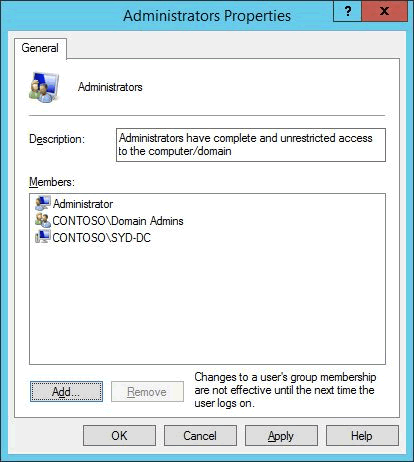 Administrators Properties
?
x
General
Administrators
Description:
Administrators have complete and unrestricted access
to the computer/domain
Members:
Administrator
CONTOSO\Domain Admins
CONTOSO\SYD-DC
Add...
Remove
Changes to a user's group membership
are not effective until the next time the
user logs on.
OK
Cancel
Apply
Help